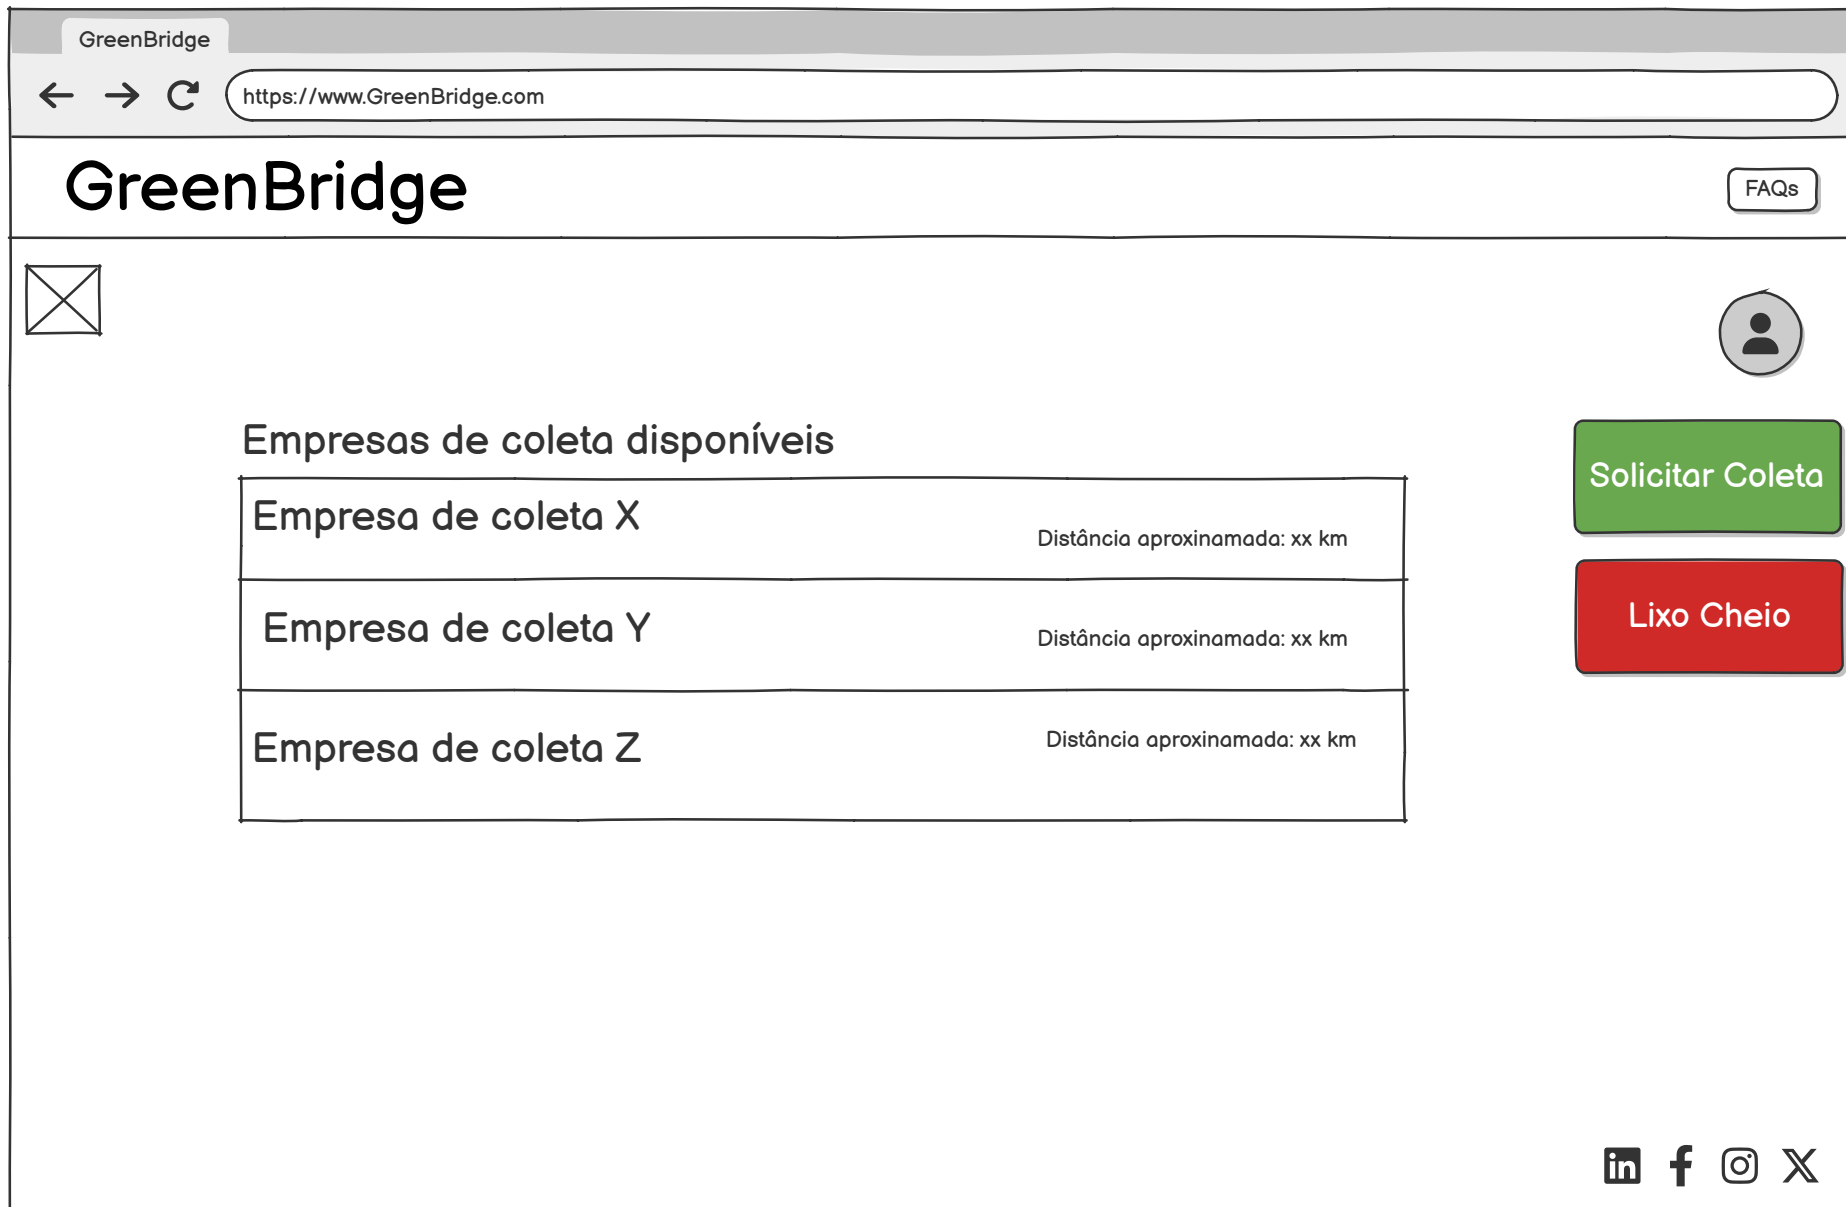 GreenBridge
https://www.GreenBridge.com
GreenBridge
FAQs
Empresas de coleta disponíveis
Empresa de coleta X
Distância aproxinamada: xx km
Empresa de coleta Y
Distância aproxinamada: xx km
Empresa de coleta Z
Distância aproxinamada: xx km
Solicitar Coleta
Lixo Cheio